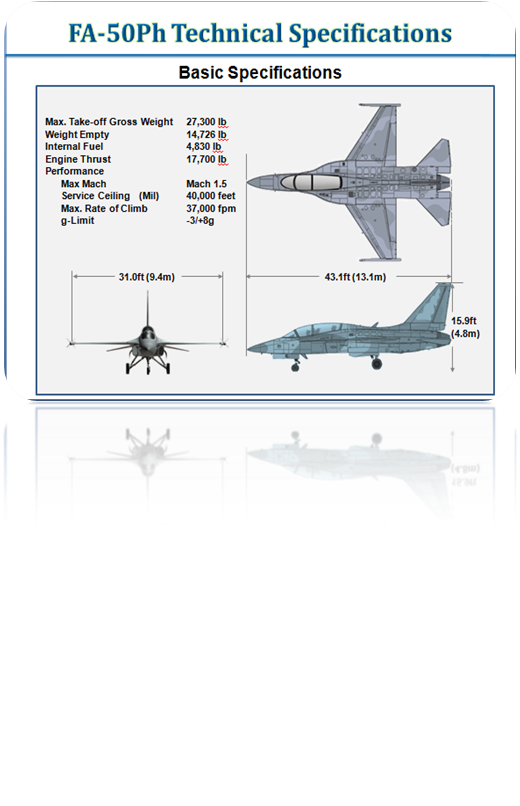 FA-50Ph Technical Specifications
Basic Specifications
Max. Take-off Gross Weight 27,300 lb
Weight Empty 14,726 lb
Internal Fuel 4,830 lb
Engine Thrust 17,700 lb
Performance
Max Mach Mach 1.5
Service Ceiling (Mil) 40,000 feet
Max. Rate of Climb 37,000 fpm
g-Limit -3/+8g
31.0ft (9.4m)
43.1ft (13.1m)
15.9ft
(4.8m)